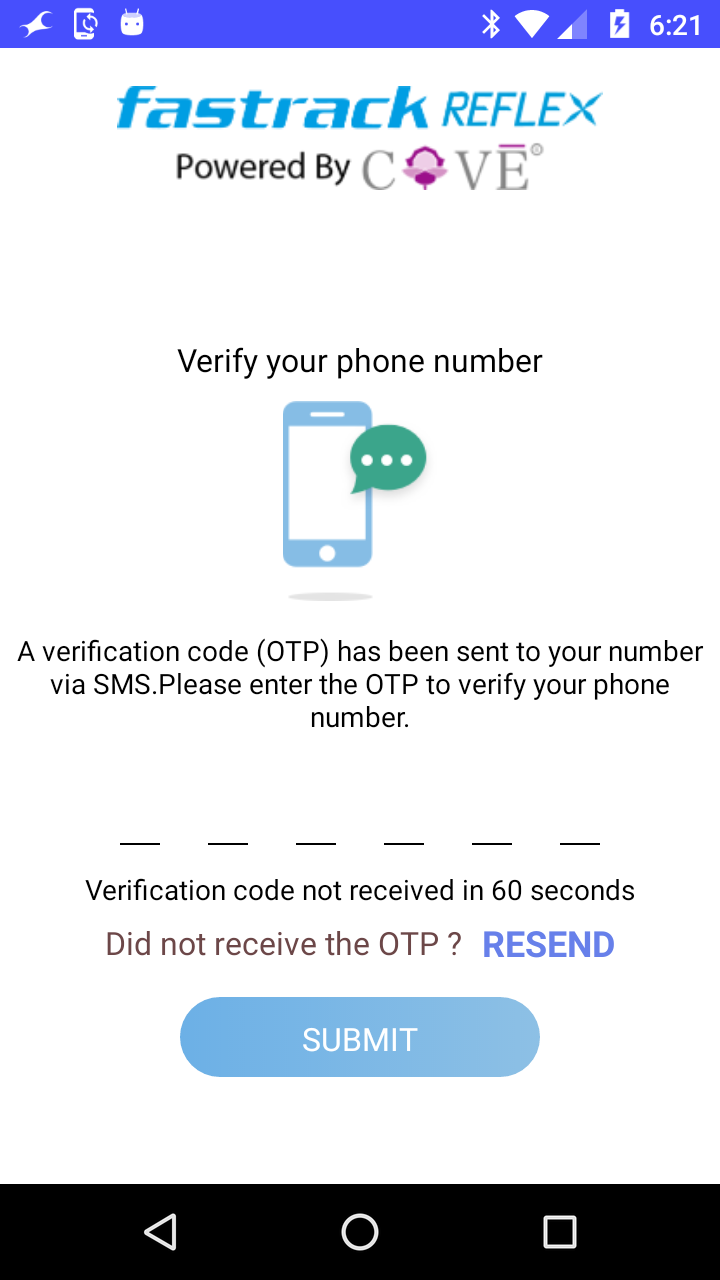 6:21
fastrack REFLEX
Powered By COVĒ®
Verify your phone number
A verification code (OTP) has been sent to your number
via SMS.Please enter the OTP to verify your phone
number.
Verification code not received in 60 seconds
Did not receive the OTP ? RESEND
SUBMIT